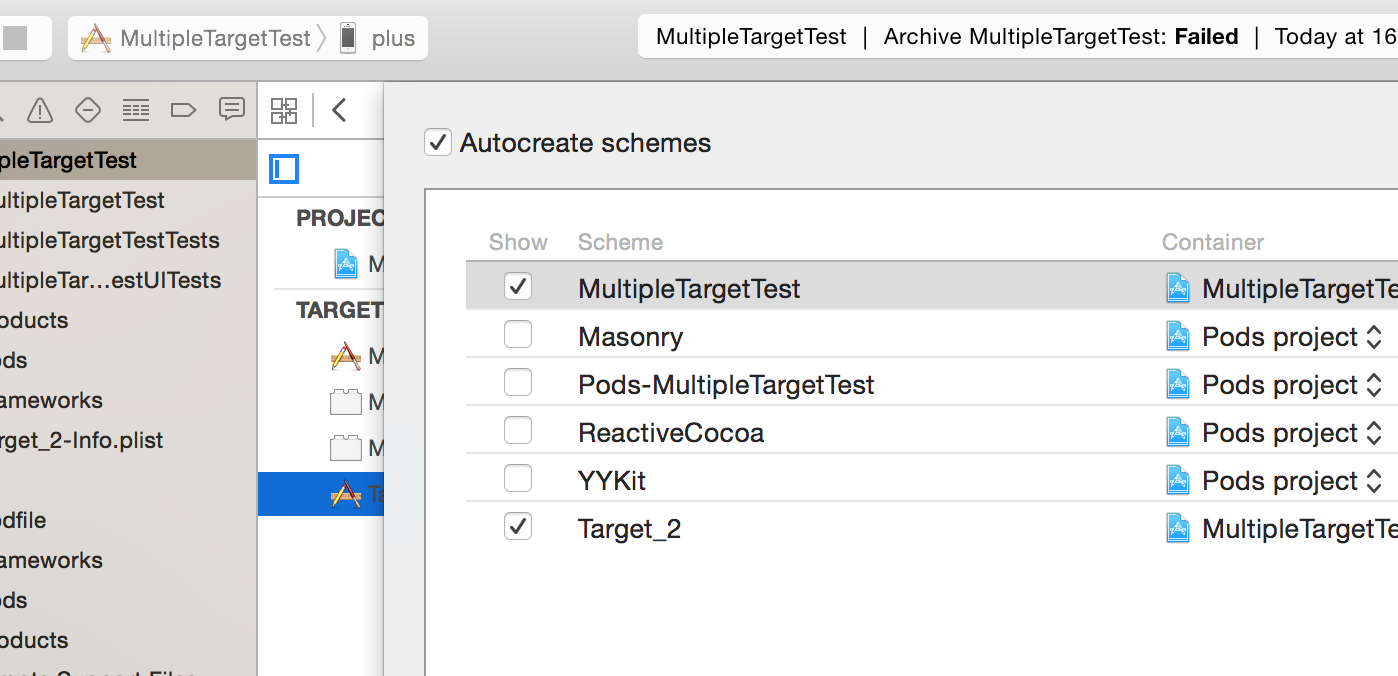 MultipleTargetTest plus
MultipleTargetTest | Archive MultipleTargetTest: Failed | Today at 16
Autocreate schemes
pleTargetTest
ultipleTargetTest
ultipleTargetTestTests
ultipleTar...estUITests
oducts
ods
ameworks
rget_2-Info.plist
odfile
ameworks
ods
oducts
PROJEC
M
TARGET
M
M
M
Ta
Show Scheme Container
MultipleTargetTest MultipleTargetTe
Masonry Pods project
Pods-MultipleTargetTest Pods project
ReactiveCocoa Pods project
YYKit Pods project
Target_2 MultipleTargetTe